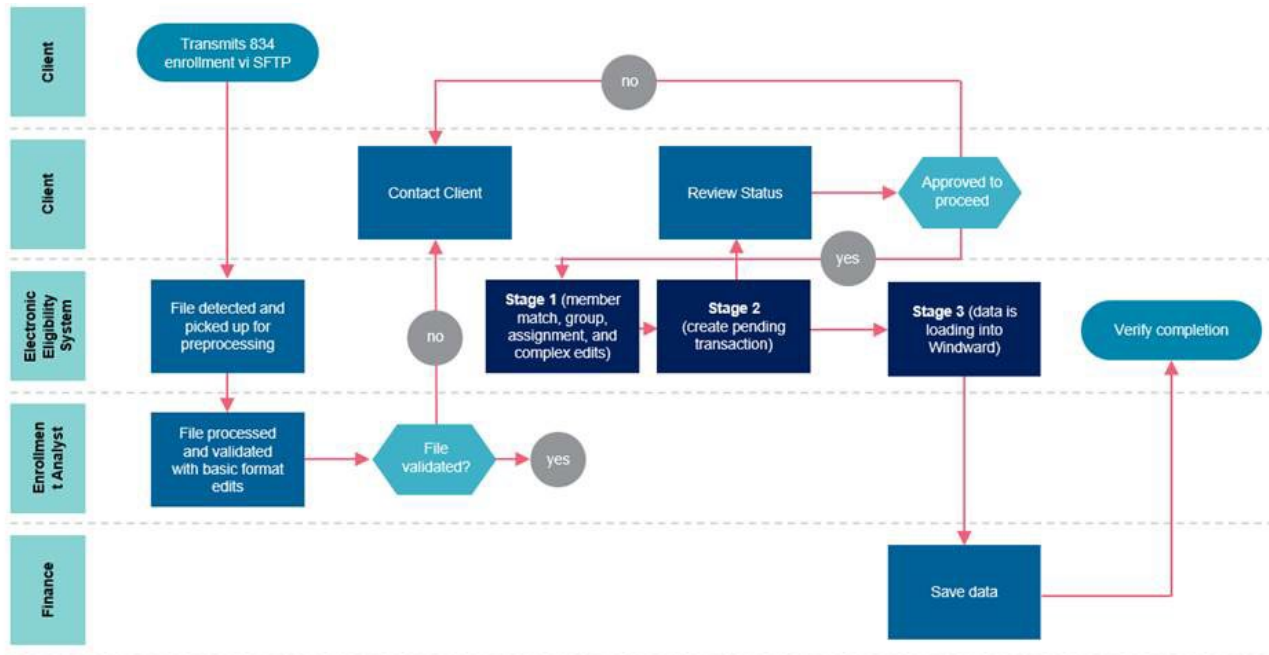 Client
Transmits 834
enrollment vi SFTP
no
Client
Contact Client
Review Status
Approved to
proceed
yes
Electronic
Eligibility
System
File detected and
picked up for
preprocessing
no
Stage 1 (member
match, group,
assignment, and
complex edits)
Stage 2
(create pending
transaction)
Stage 3 (data is
loading into
Windward)
Verify completion
Enrollmen
t Analyst
File processed
and validated
with basic format
edits
File
validated?
yes
Finance
Save data